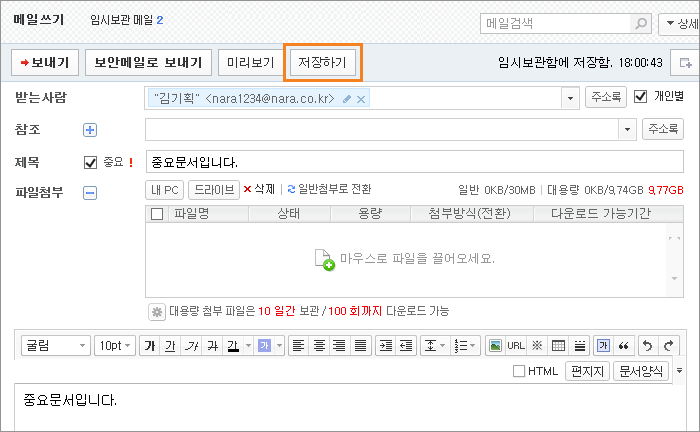 메일쓰기 임시보관 메일 2
메일검색 상세
보내기 보안메일로 보내기 미리보기 저장하기 임시보관함에 저장함. 18:00:43
받는사람 "김기획" <nara1234@nara.co.kr> 주소록 개인별
참조 주소록
제목 중요 ! 중요문서입니다.
파일첨부 내 PC 드라이브 삭제 일반첨부로 전환 일반 0KB/30MB | 대용량 0KB/9,74GB 9,77GB
파일명 상태 용량 첨부방식(전환) 다운로드 가능기간
마우스로 파일을 끌어오세요.
대용량 첨부 파일은 10 일간 보관 / 100 회까지 다운로드 가능
굴림 10pt 가 가 가 가 가 가 URL ※ 가
HTML 편지지 문서양식
중요문서입니다.